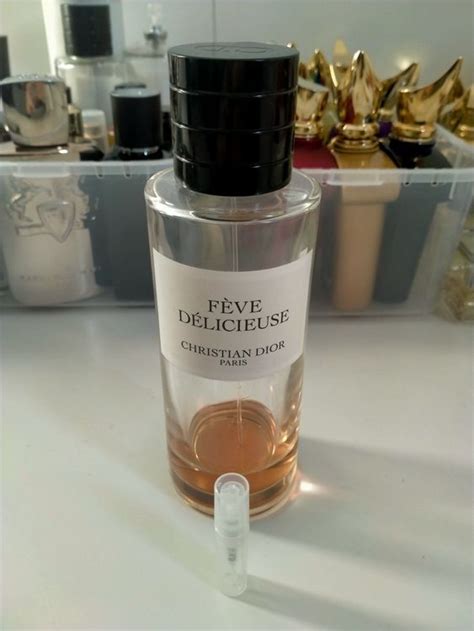 FÈVE
DÉLICIEUSE
CHRISTIAN DIOR
PARIS